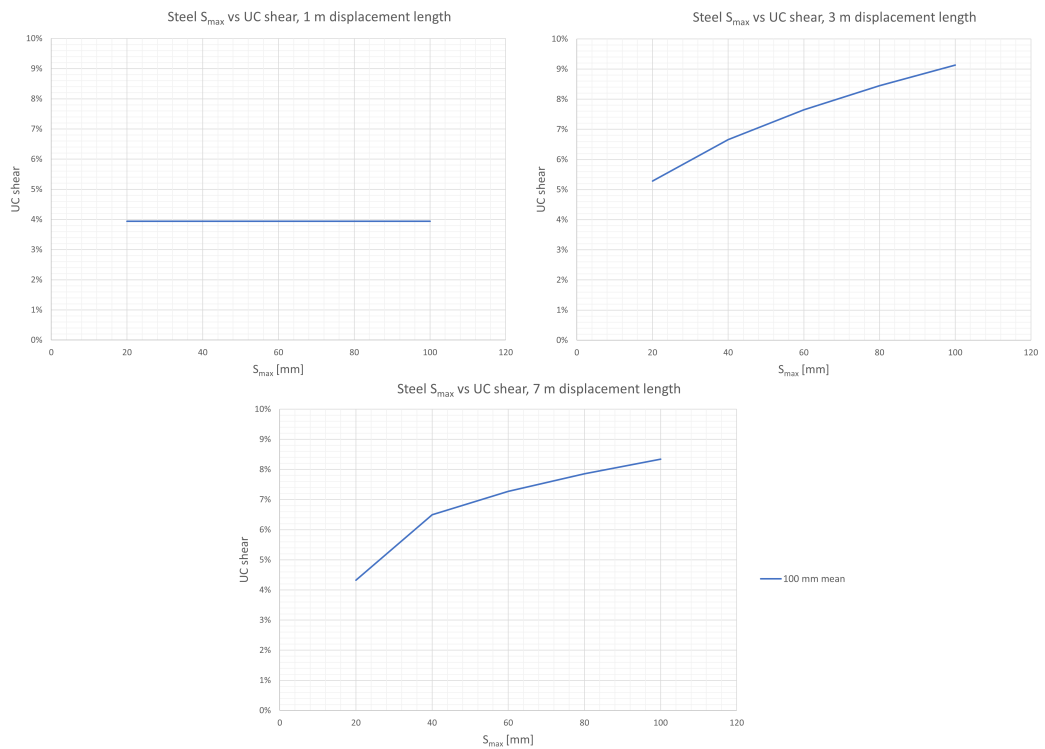 Steel Smax vs UC shear, 1 m displacement length
10%
9%
8%
7%
6%
5%
4%
3%
2%
1%
0%
UC shear
0 20 40 60 80 100 120
Smax [mm]
Steel Smax vs UC shear, 3 m displacement length
10%
9%
8%
7%
6%
5%
4%
3%
2%
1%
0%
UC shear
0 20 40 60 80 100 120
Smax [mm]
Steel Smax vs UC shear, 7 m displacement length
10%
9%
8%
7%
6%
5%
4%
3%
2%
1%
0%
UC shear
0 20 40 60 80 100 120
Smax [mm]
100 mm mean